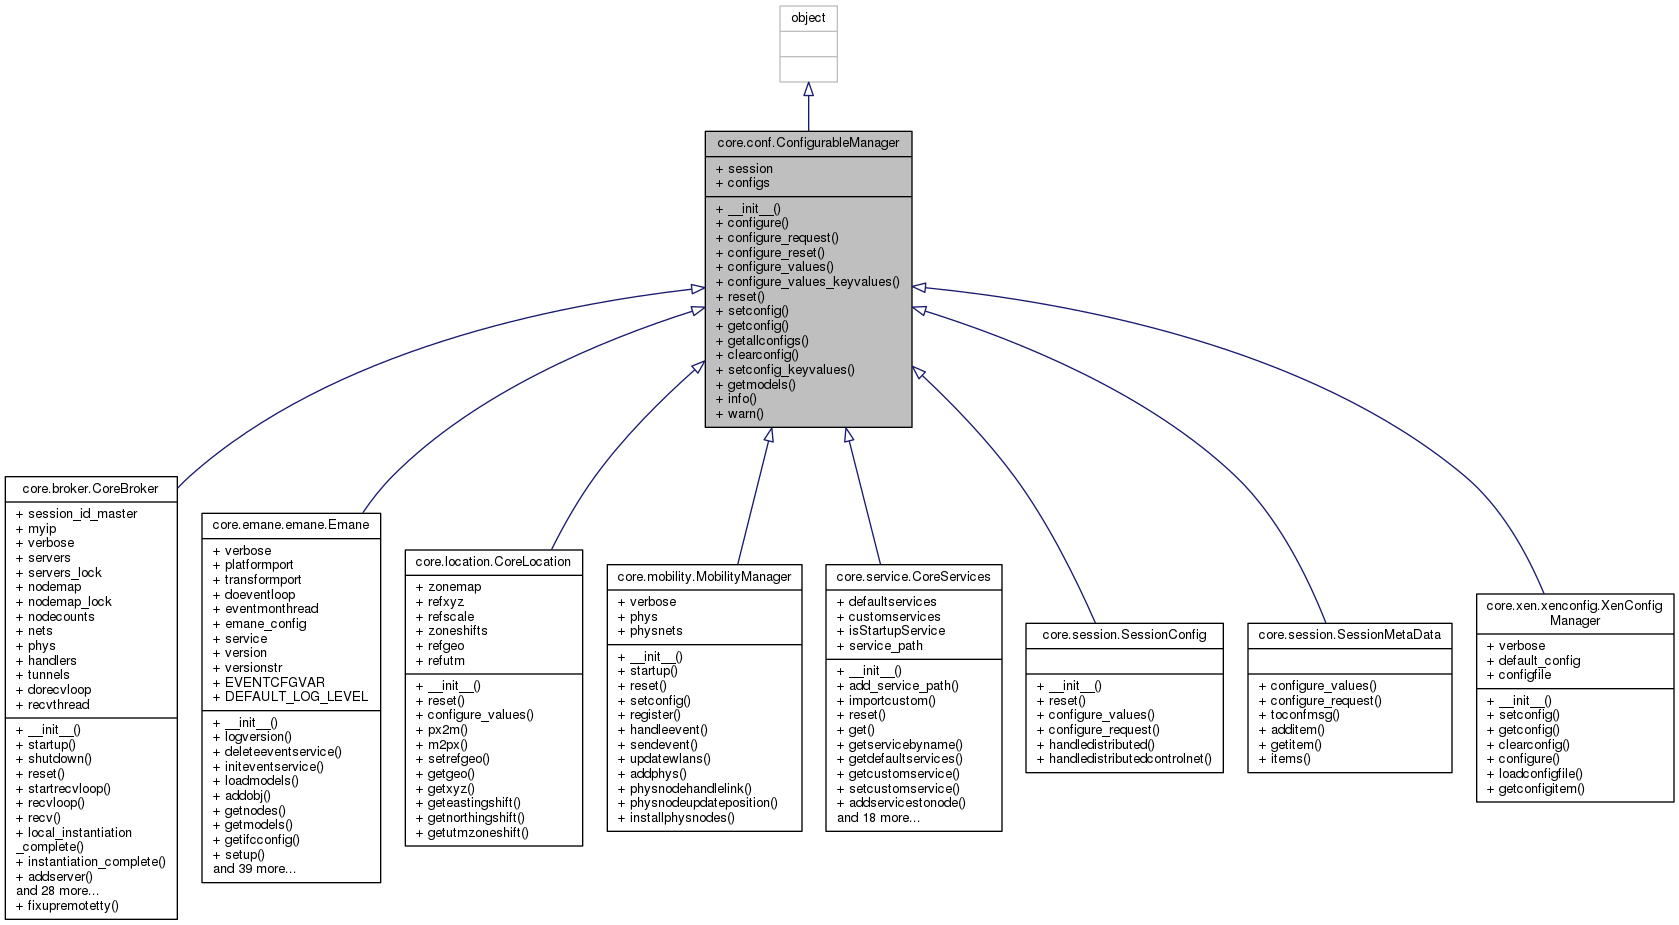 object
core.conf.ConfigurableManager
+ session
+ configs
+ __init__()
+ configure()
+ configure_request()
+ configure_reset()
+ configure_values()
+ configure_values_keyvalues()
+ reset()
+ setconfig()
+ getconfig()
+ getallconfigs()
+ clearconfig()
+ setconfig_keyvalues()
+ getmodels()
+ info()
+ warn()
core.broker.CoreBroker
+ session_id_master
+ myip
+ verbose
+ servers
+ servers_lock
+ nodemap
+ nodemap_lock
+ nodecounts
+ nets
+ phys
+ handlers
+ tunnels
+ dorecvloop
+ recvthread
+ __init__()
+ startup()
+ shutdown()
+ reset()
+ startrecvloop()
+ recvloop()
+ recv()
+ local_instantiation
_complete()
+ instantiation_complete()
+ addserver()
and 28 more...
+ fixupremotetty()
core.emane.emane.Emane
+ verbose
+ platformport
+ transformport
+ doeventloop
+ eventmonthread
+ emane_config
+ service
+ version
+ versionstr
+ EVENTCFGVAR
+ DEFAULT_LOG_LEVEL
+ __init__()
+ logversion()
+ deleteeventservice()
+ initeventservice()
+ loadmodels()
+ addobj()
+ getnodes()
+ getmodels()
+ getifcconfig()
+ setup()
and 39 more...
core.location.CoreLocation
+ zonemap
+ refxyz
+ refscale
+ zoneshifts
+ refgeo
+ refutm
+ __init__()
+ reset()
+ configure_values()
+ px2m()
+ m2px()
+ setrefgeo()
+ getgeo()
+ getxyz()
+ geteastingshift()
+ getnorthingshift()
+ getutmzoneshift()
core.mobility.MobilityManager
+ verbose
+ phys
+ physnets
+ __init__()
+ startup()
+ reset()
+ setconfig()
+ register()
+ handleevent()
+ sendevent()
+ updatewlans()
+ addphys()
+ physnodehandlelink()
+ physnodeupdateposition()
+ installphysnodes()
core.service.CoreServices
+ defaultservices
+ customservices
+ isStartupService
+ service_path
+ __init__()
+ add_service_path()
+ importcustom()
+ reset()
+ get()
+ getservicebyname()
+ getdefaultservices()
+ getcustomservice()
+ setcustomservice()
+ addservicestonode()
and 18 more...
core.session.SessionConfig
+ __init__()
+ reset()
+ configure_values()
+ configure_request()
+ handledistributed()
+ handledistributedcontrolnet()
core.session.SessionMetaData
+ configure_values()
+ configure_request()
+ toconfmsg()
+ additem()
+ getitem()
+ items()
core.xen.xenconfig.XenConfig
Manager
+ verbose
+ default_config
+ configfile
+ __init__()
+ setconfig()
+ getconfig()
+ clearconfig()
+ configure()
+ loadconfigfile()
+ getconfigitem()